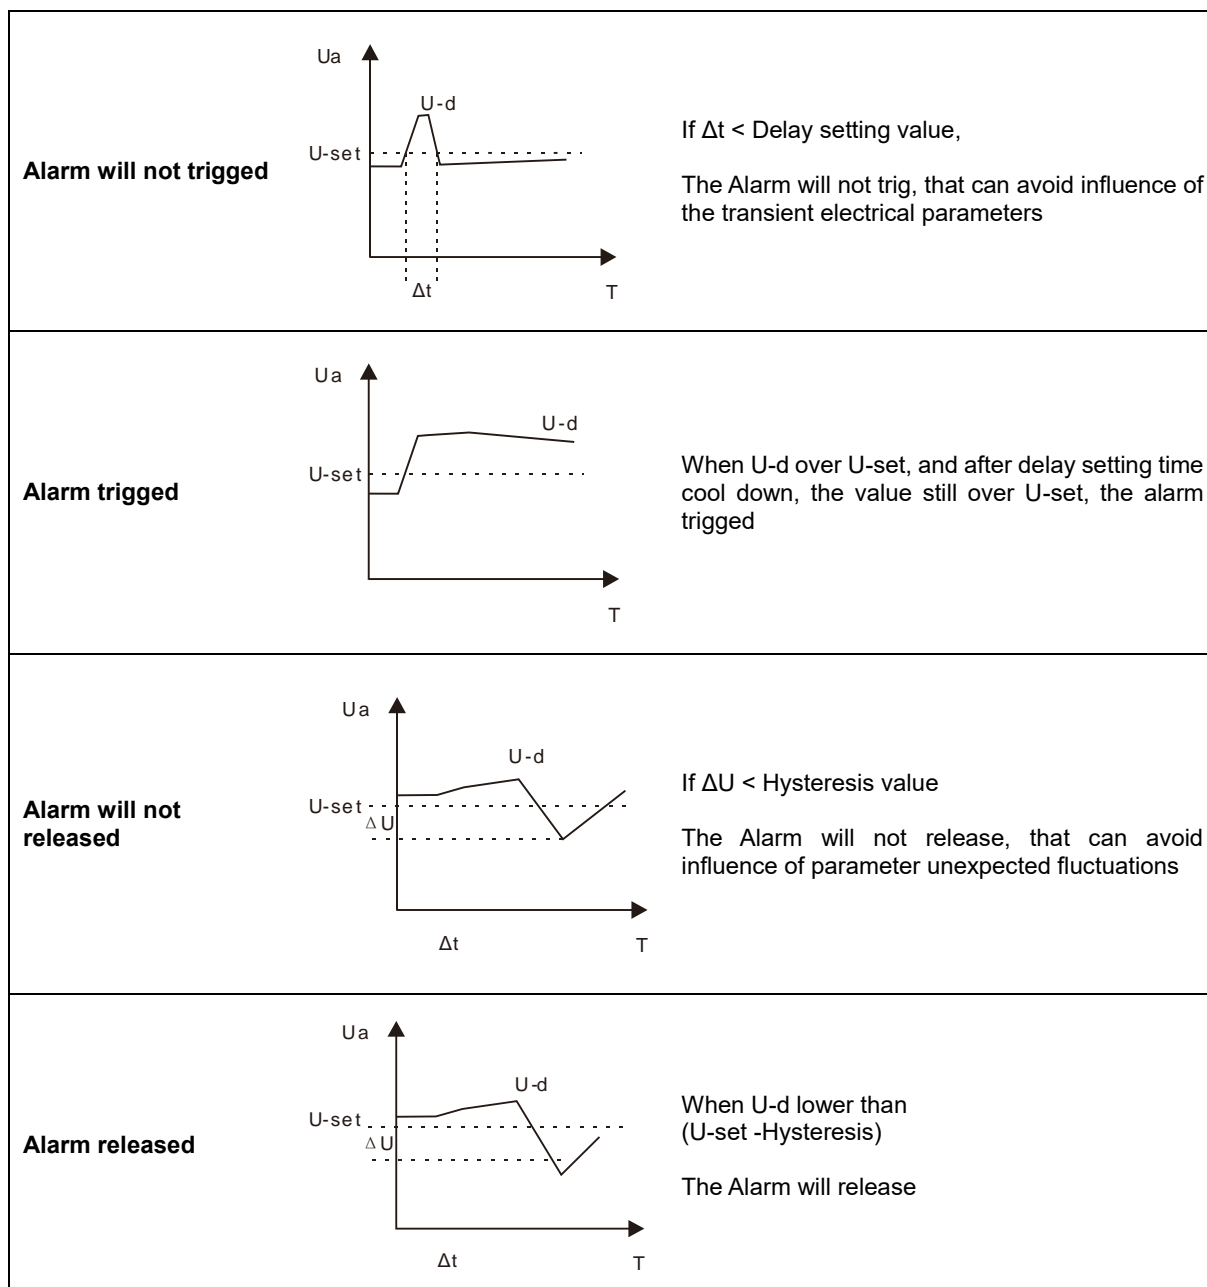 Ua
U-d
U-set
Alarm will not trigged
Δt
T
If Δt < Delay setting value,
The Alarm will not trig, that can avoid influence of
the transient electrical parameters
Ua
U-d
U-set
Alarm trigged
T
When U-d over U-set, and after delay setting time
cool down, the value still over U-set, the alarm
trigged
Ua
U-d
U-set
ΔU
Alarm will not
released
Δt
T
If ΔU < Hysteresis value
The Alarm will not release, that can avoid
influence of parameter unexpected fluctuations
Ua
U-d
U-set
ΔU
Alarm released
Δt
T
When U-d lower than
(U-set -Hysteresis)
The Alarm will release